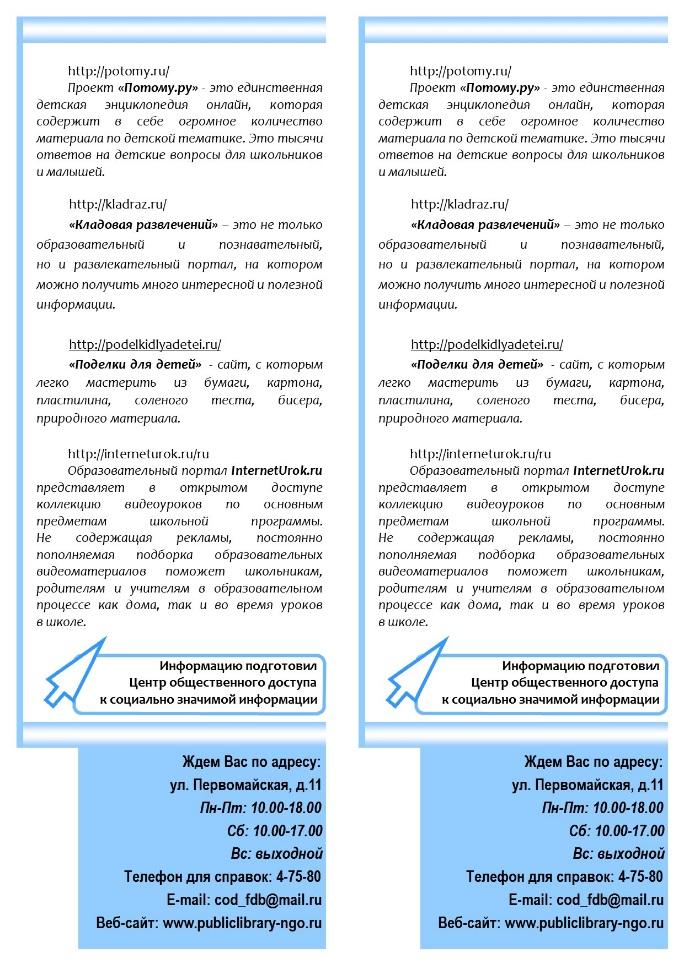 http://potomy.ru/
Проект «Потому.ру» - это единственная
детская энциклопедия онлайн, которая
содержит в себе огромное количество
материала по детской тематике. Это тысячи
ответов на детские вопросы для школьников
и малышей.
http://kladraz.ru/
«Кладовая развлечений» – это не только
образовательный и познавательный,
но и развлекательный портал, на котором
можно получить много интересной и полезной
информации.
http://podelkidlyadetei.ru/
«Поделки для детей» - сайт, с которым
легко мастерить из бумаги, картона,
пластилина, соленого теста, бисера,
природного материала.
http://interneturok.ru/ru
Образовательный портал InternetUrok.ru
представляет в открытом доступе
коллекцию видеоуроков по основным
предметам школьной программы.
Не содержащая рекламы, постоянно
пополняемая подборка образовательных
видеоматериалов поможет школьникам,
родителям и учителям в образовательном
процессе как дома, так и во время уроков
в школе.
Информацию подготовил
Центр общественного доступа
к социально значимой информации
Ждем Вас по адресу:
ул. Первомайская, д.11
Пн-Пт: 10.00-18.00
Сб: 10.00-17.00
Вс: выходной
Телефон для справок: 4-75-80
E-mail: cod_fdb@mail.ru
Веб-сайт: www.publiclibrary-ngo.ru
http://potomy.ru/
Проект «Потому.ру» - это единственная
детская энциклопедия онлайн, которая
содержит в себе огромное количество
материала по детской тематике. Это тысячи
ответов на детские вопросы для школьников
и малышей.
http://kladraz.ru/
«Кладовая развлечений» – это не только
образовательный и познавательный,
но и развлекательный портал, на котором
можно получить много интересной и полезной
информации.
http://podelkidlyadetei.ru/
«Поделки для детей» - сайт, с которым
легко мастерить из бумаги, картона,
пластилина, соленого теста, бисера,
природного материала.
http://interneturok.ru/ru
Образовательный портал InternetUrok.ru
представляет в открытом доступе
коллекцию видеоуроков по основным
предметам школьной программы.
Не содержащая рекламы, постоянно
пополняемая подборка образовательных
видеоматериалов поможет школьникам,
родителям и учителям в образовательном
процессе как дома, так и во время уроков
в школе.
Информацию подготовил
Центр общественного доступа
к социально значимой информации
Ждем Вас по адресу:
ул. Первомайская, д.11
Пн-Пт: 10.00-18.00
Сб: 10.00-17.00
Вс: выходной
Телефон для справок: 4-75-80
E-mail: cod_fdb@mail.ru
Веб-сайт: www.publiclibrary-ngo.ru